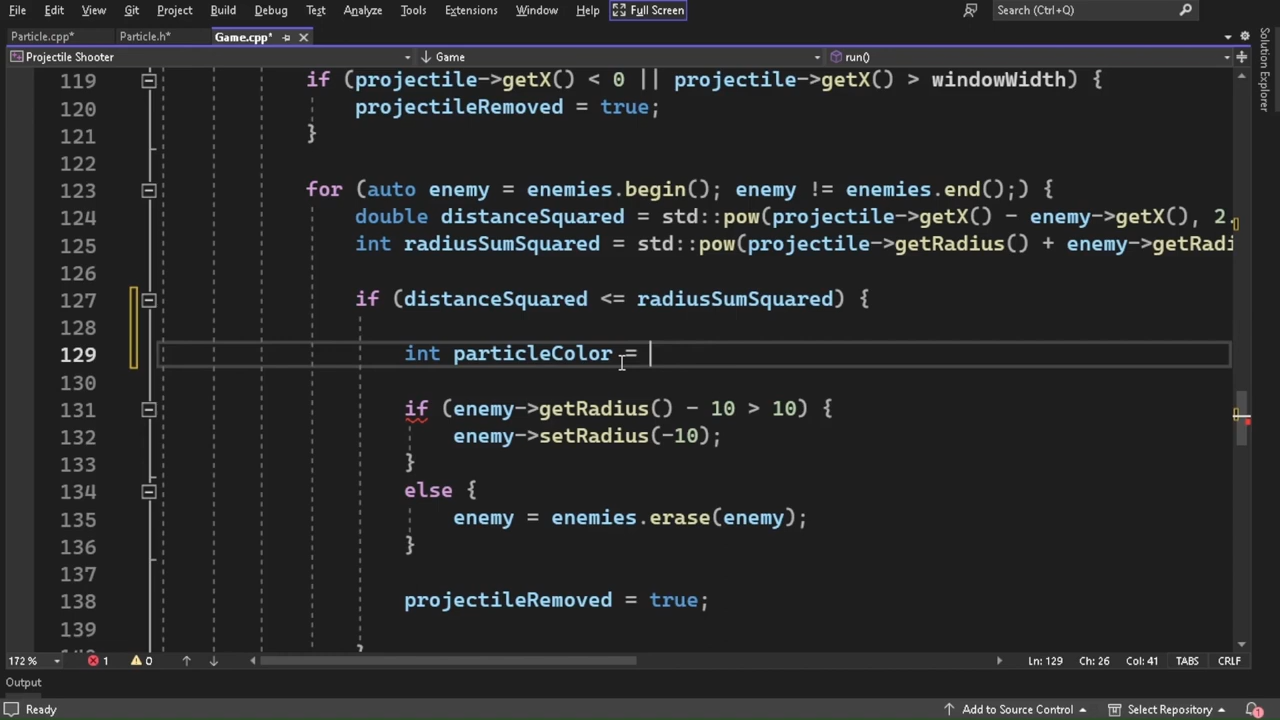 File Edit View Git Project Build Debug Test Analyze Tools Extensions Window Help Full Screen Search (Ctrl+Q)
Particle.cpp* Particle.h* Game.cpp*
Projectile Shooter Game run()
Solution Explorer
119 if (projectile->getX() < 0 || projectile->getX() > windowWidth) {
120 projectileRemoved = true;
121 }
122
123 for (auto enemy = enemies.begin(); enemy != enemies.end();) {
124 double distanceSquared = std::pow(projectile->getX() - enemy->getX(), 2.
125 int radiusSumSquared = std::pow(projectile->getRadius() + enemy->getRadi
126
127 if (distanceSquared <= radiusSumSquared) {
128
129 int particleColor =
130
131 if (enemy->getRadius() - 10 > 10) {
132 enemy->setRadius(-10);
133 }
134 else {
135 enemy = enemies.erase(enemy);
136 }
137
138 projectileRemoved = true;
139
172 % 1 0 Ln: 129 Ch: 26 Col: 41 TABS CRLF
Output
Ready Add to Source Control Select Repository 1